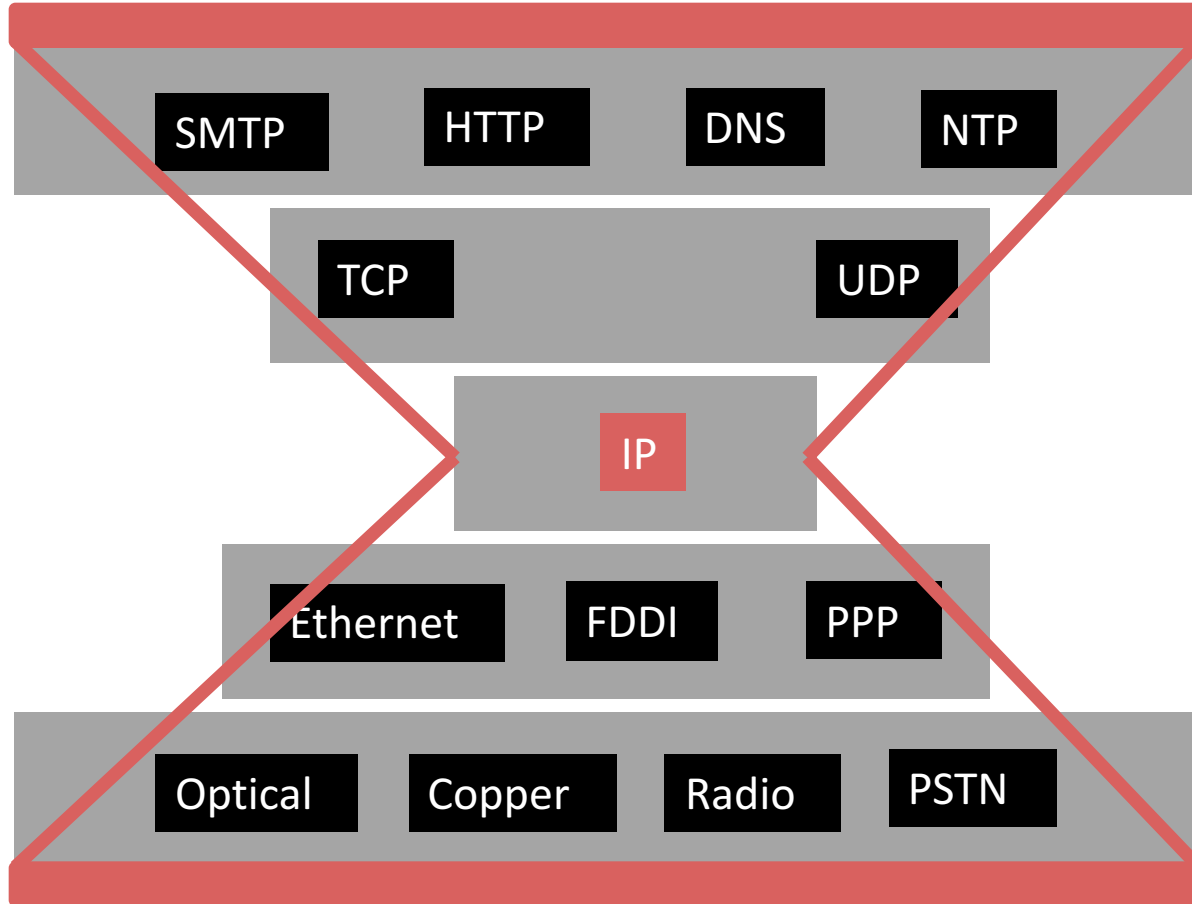 SMTP HTTP DNS NTP
TCP UDP
IP
Ethernet FDDI PPP
Optical Copper Radio PSTN